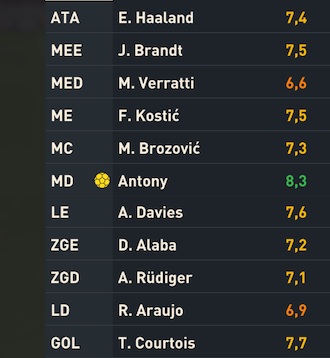 ATA E. Haaland 7,4
MEE J. Brandt 7,5
MED M. Verratti 6,6
ME F. Kostić 7,5
MC M. Brozović 7,3
MD Antony 8,3
LE A. Davies 7,6
ZGE D. Alaba 7,2
ZGD A. Rüdiger 7,1
LD R. Araujo 6,9
GOL T. Courtois 7,7